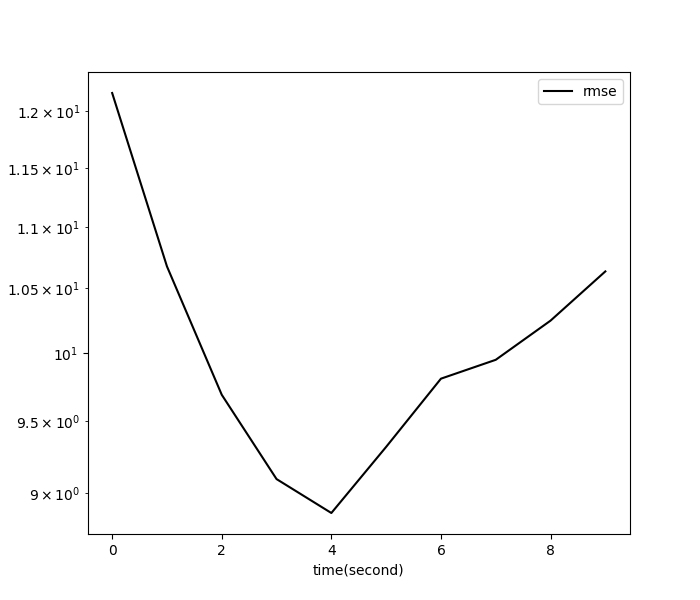 rmse
1.2 × 10¹
1.15 × 10¹
1.1 × 10¹
1.05 × 10¹
10¹
9.5 × 10⁰
9 × 10⁰
0 2 4 6 8
time(second)